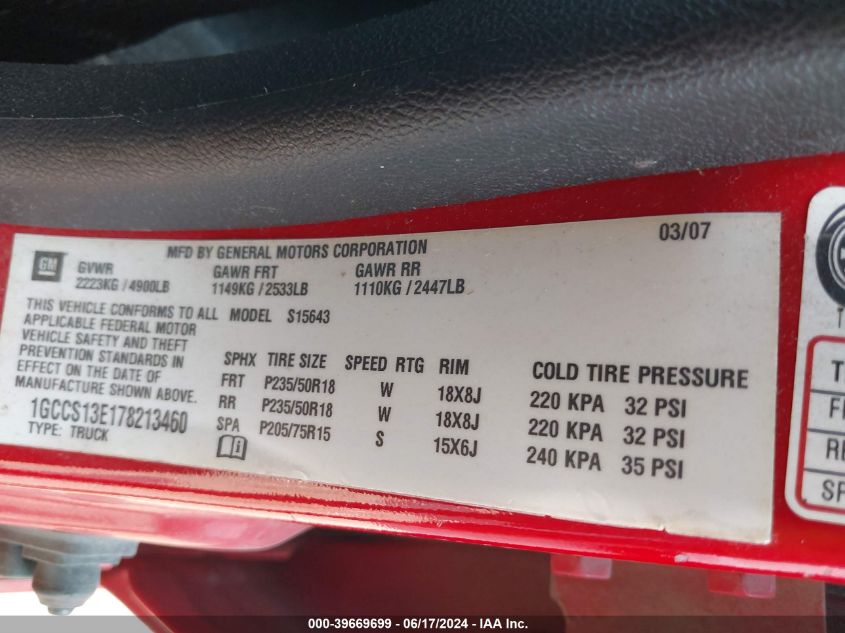 MFD BY GENERAL MOTORS CORPORATION 03/07
GM GVWR GAWR FRT GAWR RR
2223KG / 4900LB 1149KG / 2533LB 1110KG / 2447LB
THIS VEHICLE CONFORMS TO ALL MODEL S15643
APPLICABLE FEDERAL MOTOR
VEHICLE SAFETY AND THEFT
PREVENTION STANDARDS IN
EFFECT ON THE DATE OF
MANUFACTURE SHOWN ABOVE.
1GCCS13E178213460
TYPE: TRUCK
SPHX TIRE SIZE SPEED RTG RIM COLD TIRE PRESSURE
FRT P235/50R18 W 18X8J 220 KPA 32 PSI
RR P235/50R18 W 18X8J 220 KPA 32 PSI
SPA P205/75R15 S 15X6J 240 KPA 35 PSI
000-39669699 - 06/17/2024 - IAA Inc.